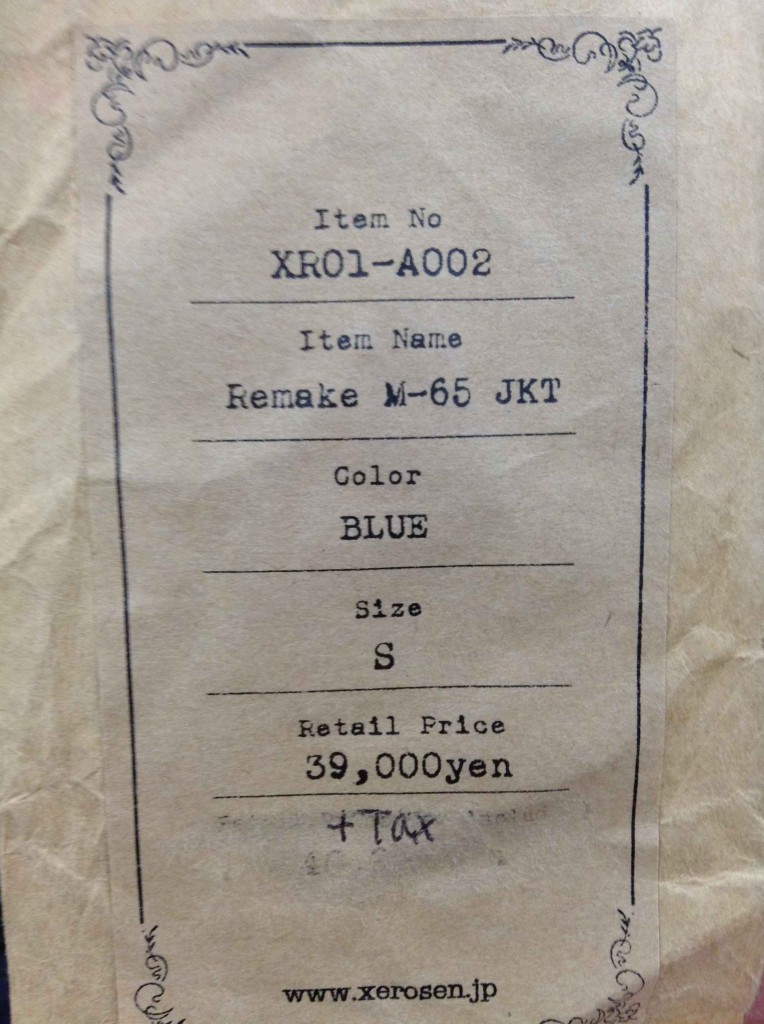 Item No
XR01-A002
Item Name
Remake M-65 JKT
Color
BLUE
Size
S
Retail Price
39,000yen
+ Tax
www.xerosen.jp